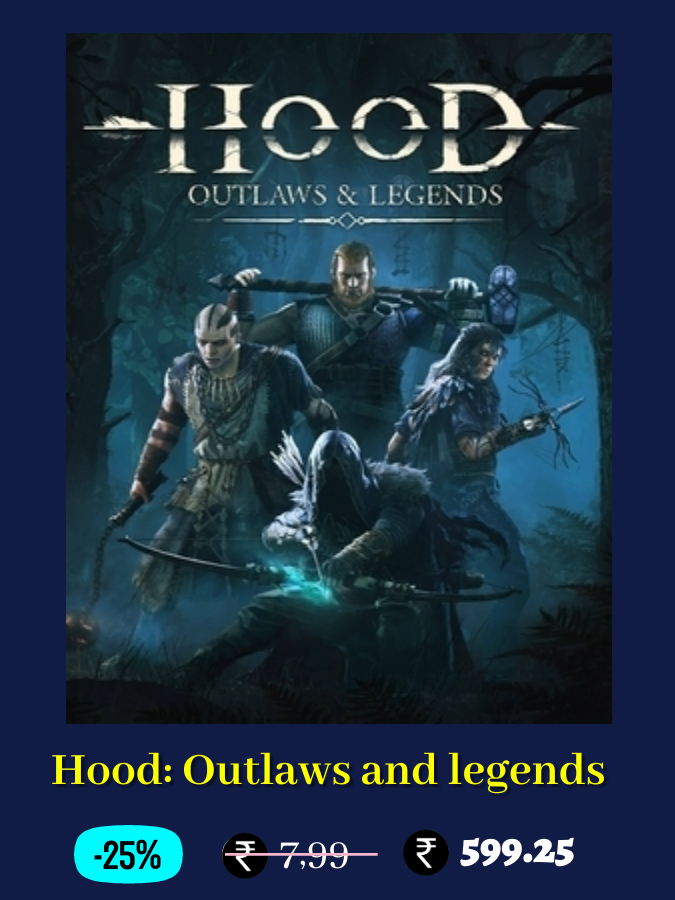 HOOD
OUTLAWS & LEGENDS
Hood: Outlaws and legends
-25% ₹ 7,99 ₹ 599.25